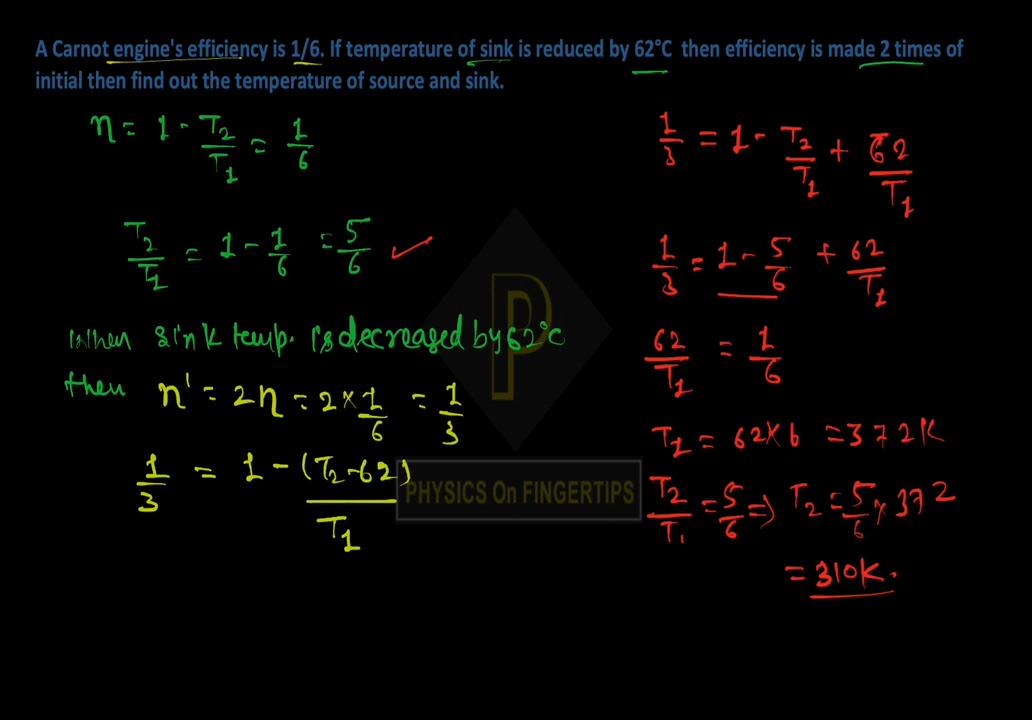 A Carnot engine's efficiency is 1/6. If temperature of sink is reduced by 62°C then efficiency is made 2 times of
initial then find out the temperature of source and sink.
η = 1 - T₂/T₁ = 1/6
T₂/T₁ = 1 - 1/6 = 5/6 ✓
When sink temp. is decreased by 62°c
then η' = 2η = 2 × 1/6 = 1/3
1/3 = 1 - (T₂-62)/T₁
1/3 = 1 - T₂/T₁ + 62/T₁
1/3 = 1 - 5/6 + 62/T₁
62/T₁ = 1/6
T₁ = 62 × 6 = 372K
T₂/T₁ = 5/6 ⇒ T₂ = 5/6 × 372
= 310K.
P
PHYSICS On FINGERTIPS